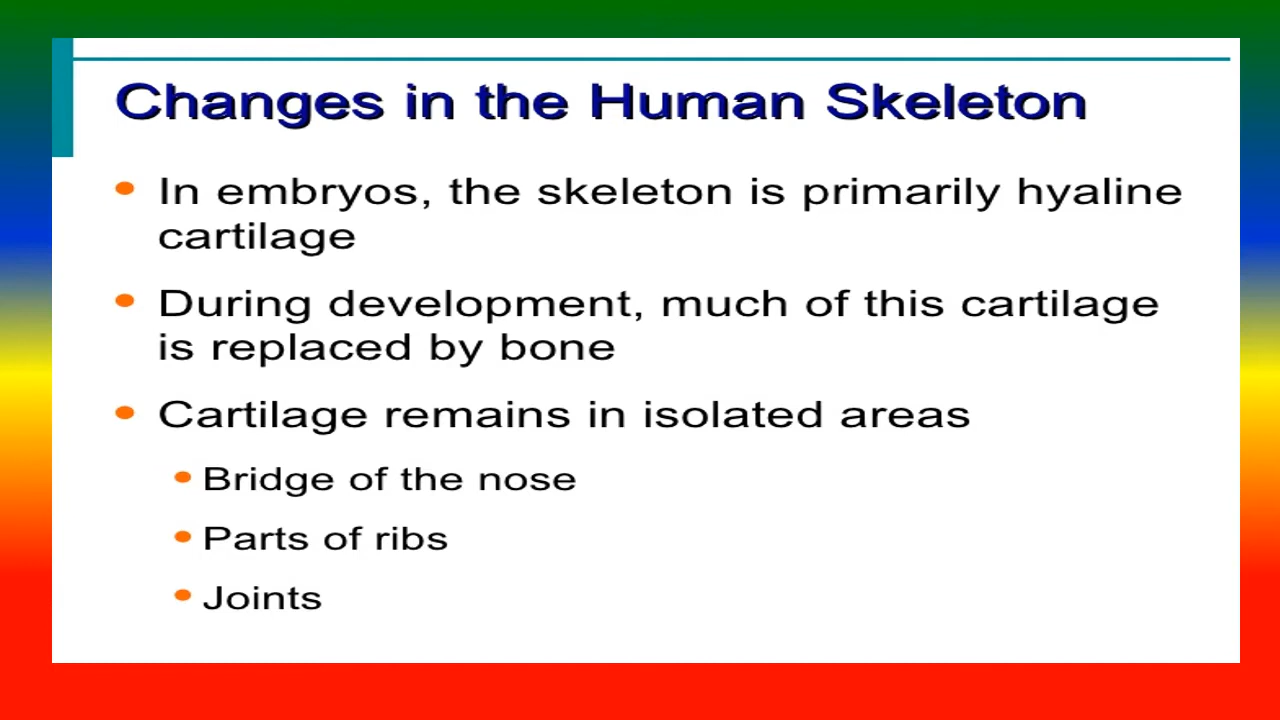 Changes in the Human Skeleton
• In embryos, the skeleton is primarily hyaline
cartilage
• During development, much of this cartilage
is replaced by bone
• Cartilage remains in isolated areas
• Bridge of the nose
• Parts of ribs
• Joints